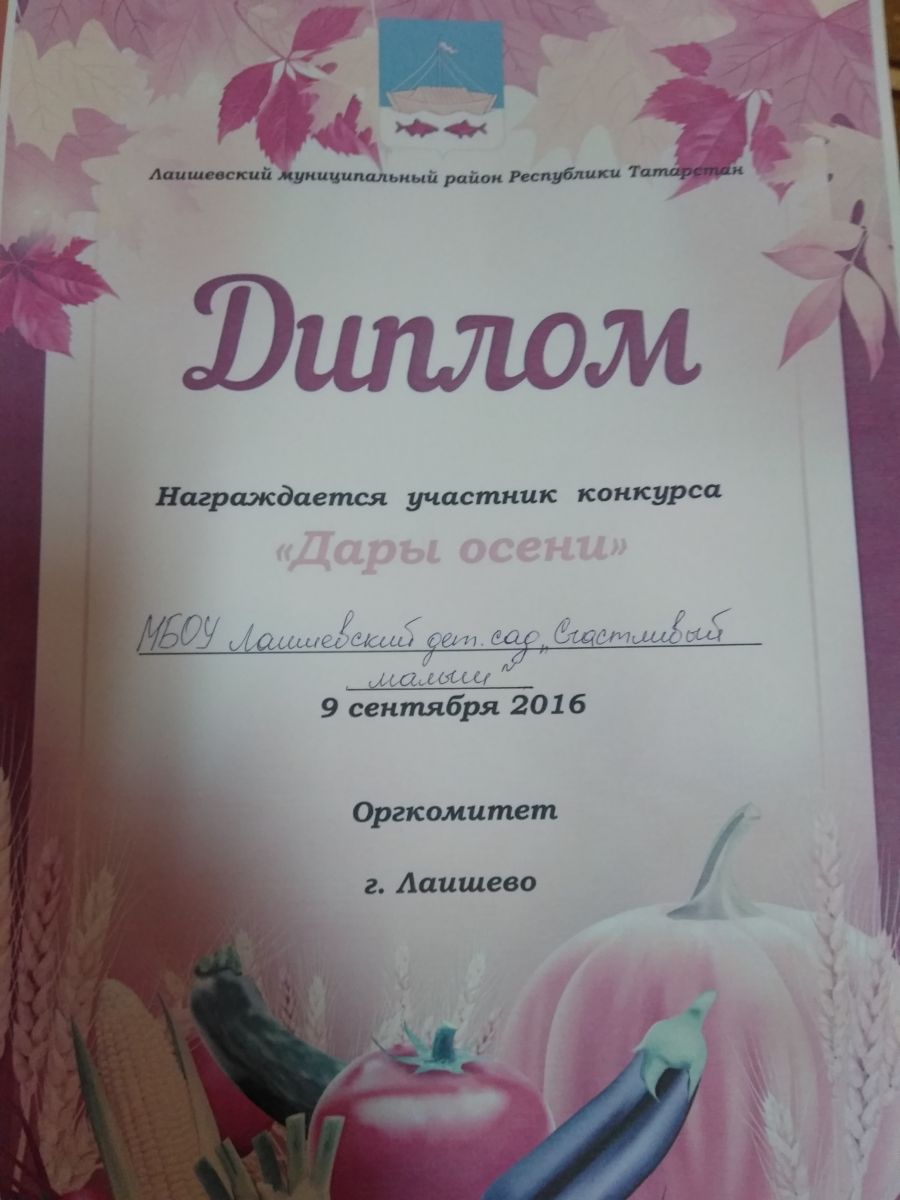 Лаишевский муниципальный район Республики Татарстан
Диплом
Награждается участник конкурса
«Дары осени»
МБОУ Лаишевский дет. сад „Счастливый
малыш"
9 сентября 2016
Оргкомитет
г. Лаишево